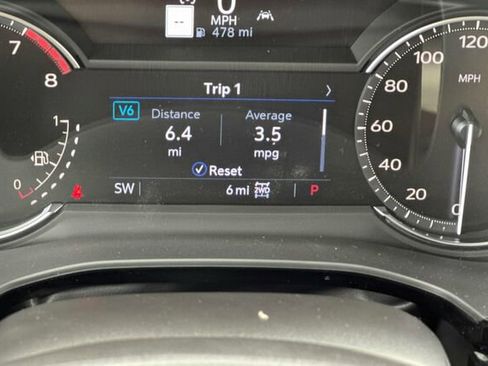 0
--
MPH
478 mi
7
8
Trip 1
V6
Distance
Average
6.4
3.5
mi
mpg
Reset
SW
6 mi
2WD
P
1
0
120
100
80
60
40
20
0
MPH